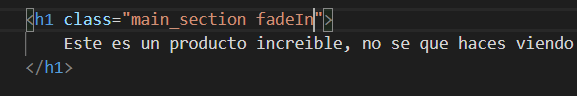 <h1 class="main_section fadeIn">
Este es un producto increible, no se que haces viendo
</h1>